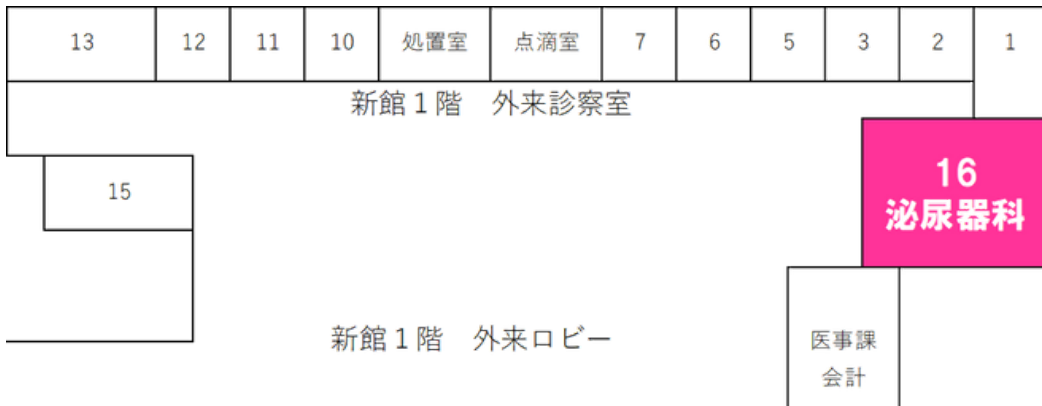 13 12 11 10 処置室 点滴室 7 6 5 3 2 1
新館1階 外来診察室
15
16
泌尿器科
新館1階 外来ロビー
医事課
会計